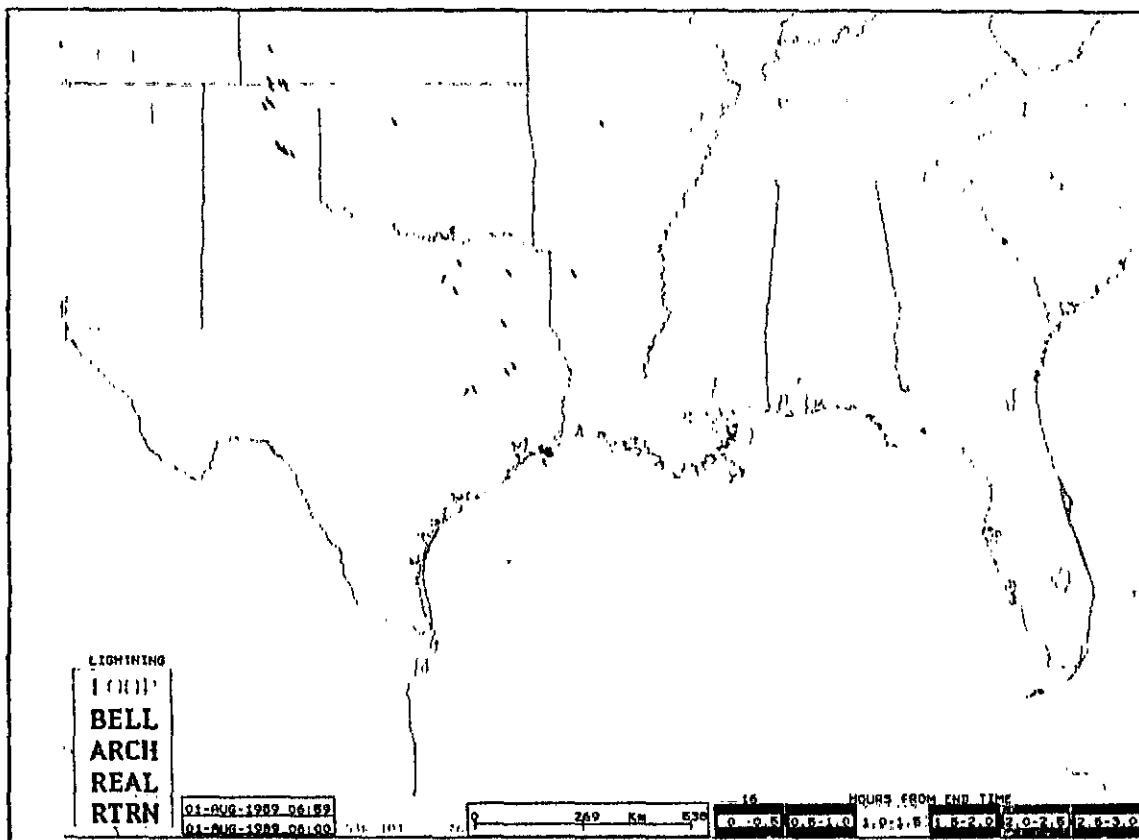 LIGHTNING
LOOP
BELL
ARCH
REAL
RTRN
01-AUG-1989 06:59
01-AUG-1989 06:00
0 269 KM 538
16
HOURS FROM END TIME
0 -0.5 0.5-1.0 1.0-1.5 1.5-2.0 2.0-2.5 2.5-3.0